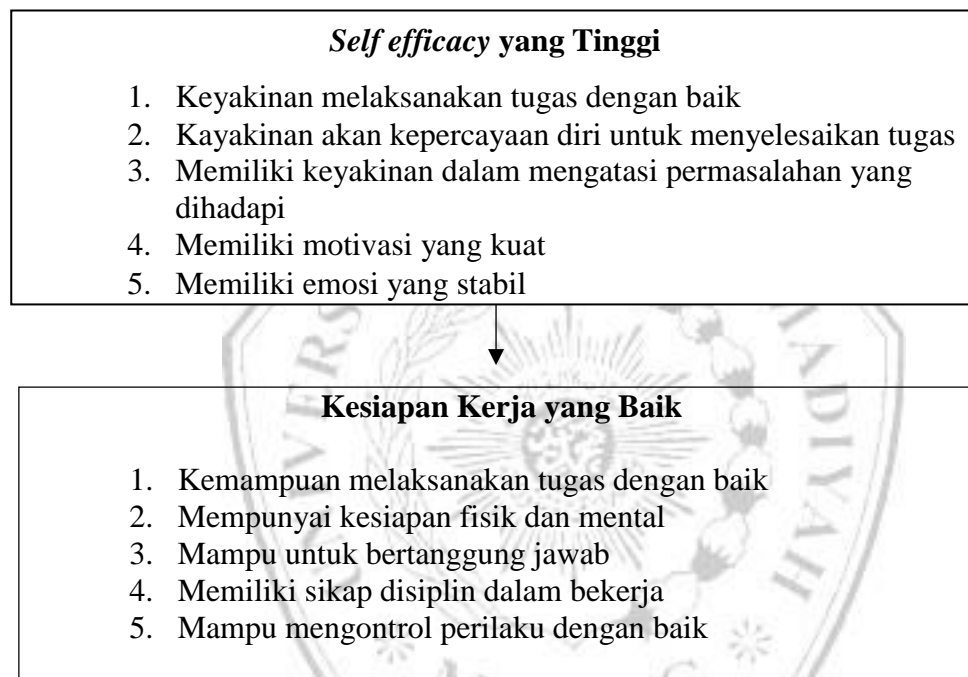 Self efficacy yang Tinggi
1. Keyakinan melaksanakan tugas dengan baik
2. Kayakinan akan kepercayaan diri untuk menyelesaikan tugas
3. Memiliki keyakinan dalam mengatasi permasalahan yang
dihadapi
4. Memiliki motivasi yang kuat
5. Memiliki emosi yang stabil
Kesiapan Kerja yang Baik
1. Kemampuan melaksanakan tugas dengan baik
2. Mempunyai kesiapan fisik dan mental
3. Mampu untuk bertanggung jawab
4. Memiliki sikap disiplin dalam bekerja
5. Mampu mengontrol perilaku dengan baik